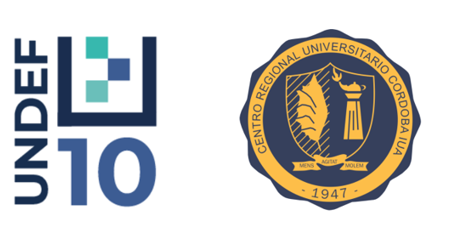 UNDEF
10
CENTRO REGIONAL UNIVERSITARIO CORDOBA IUA
MENS AGITAT MOLEM
- 1947 -